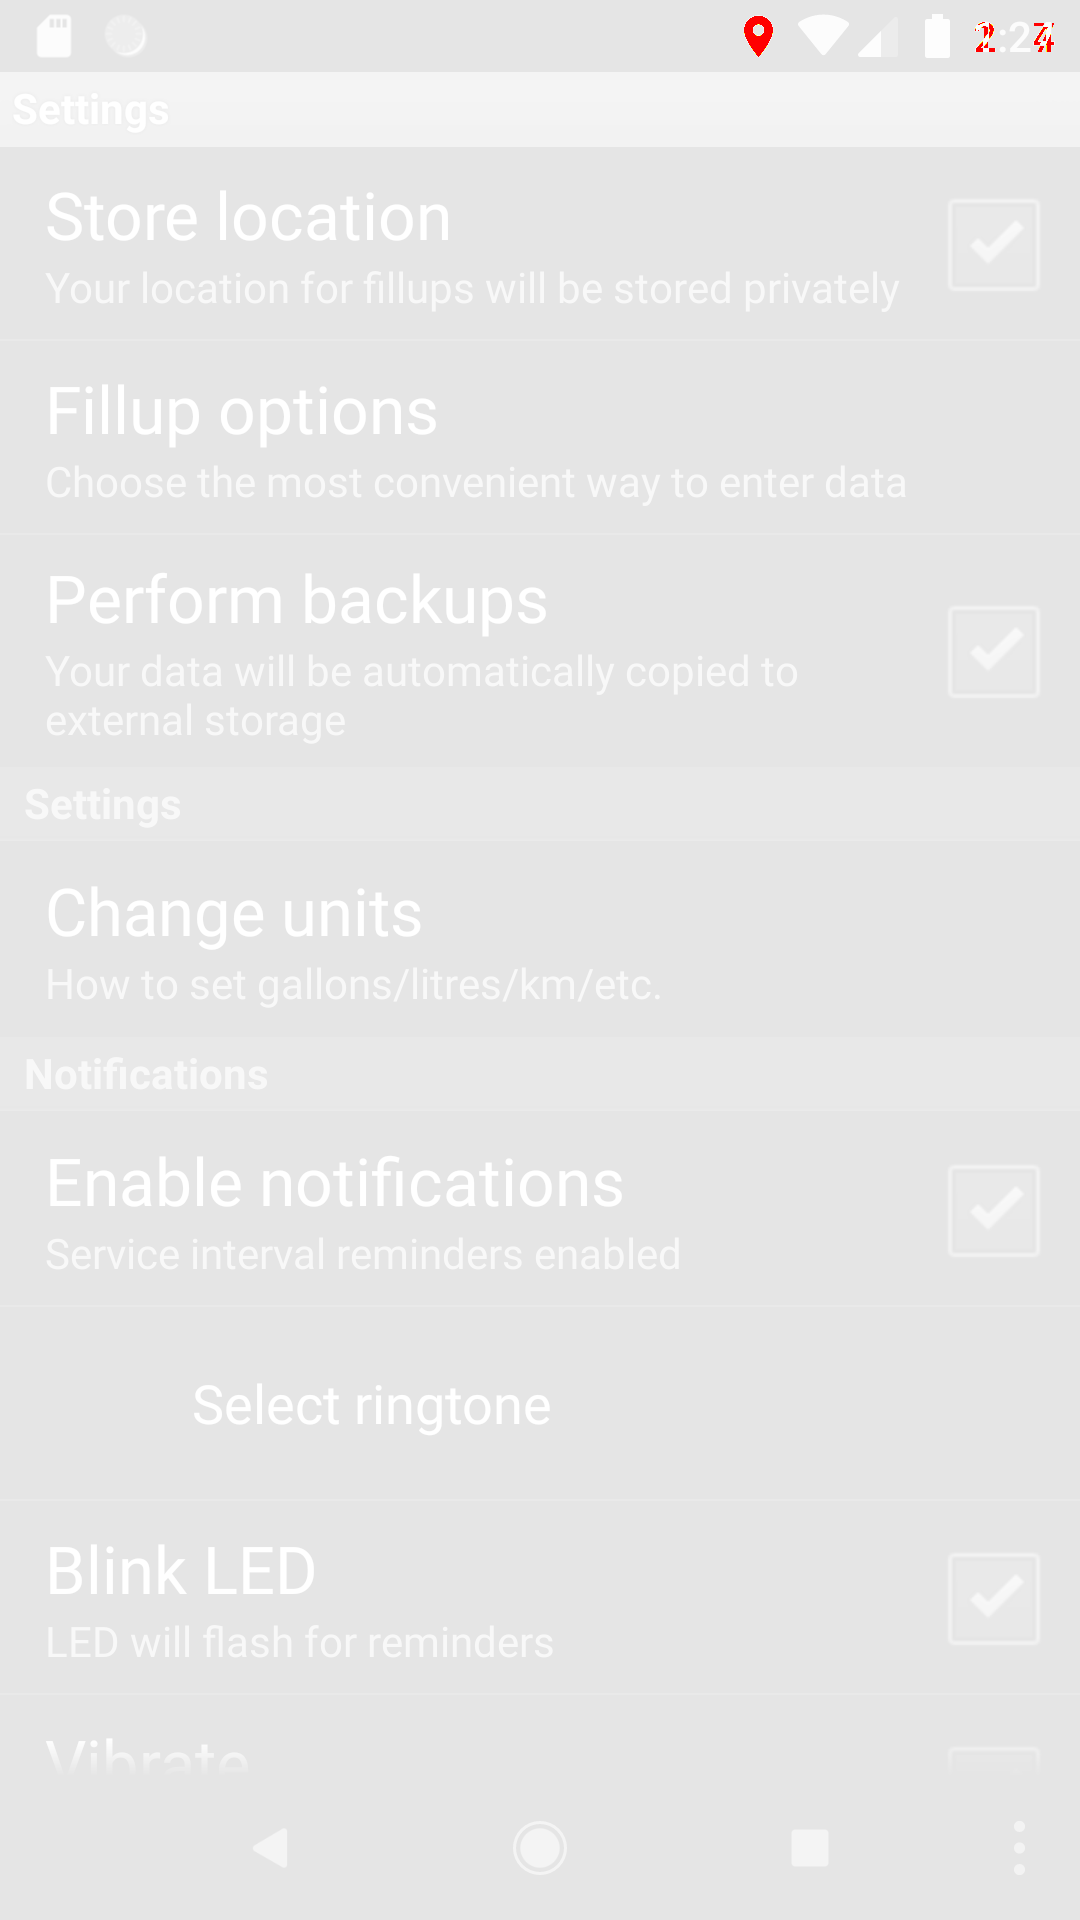 Settings
Store location
Your location for fillups will be stored privately
Fillup options
Choose the most convenient way to enter data
Perform backups
Your data will be automatically copied to
external storage
Settings
Change units
How to set gallons/litres/km/etc.
Notifications
Enable notifications
Service interval reminders enabled
Select ringtone
Blink LED
LED will flash for reminders
Vibrate